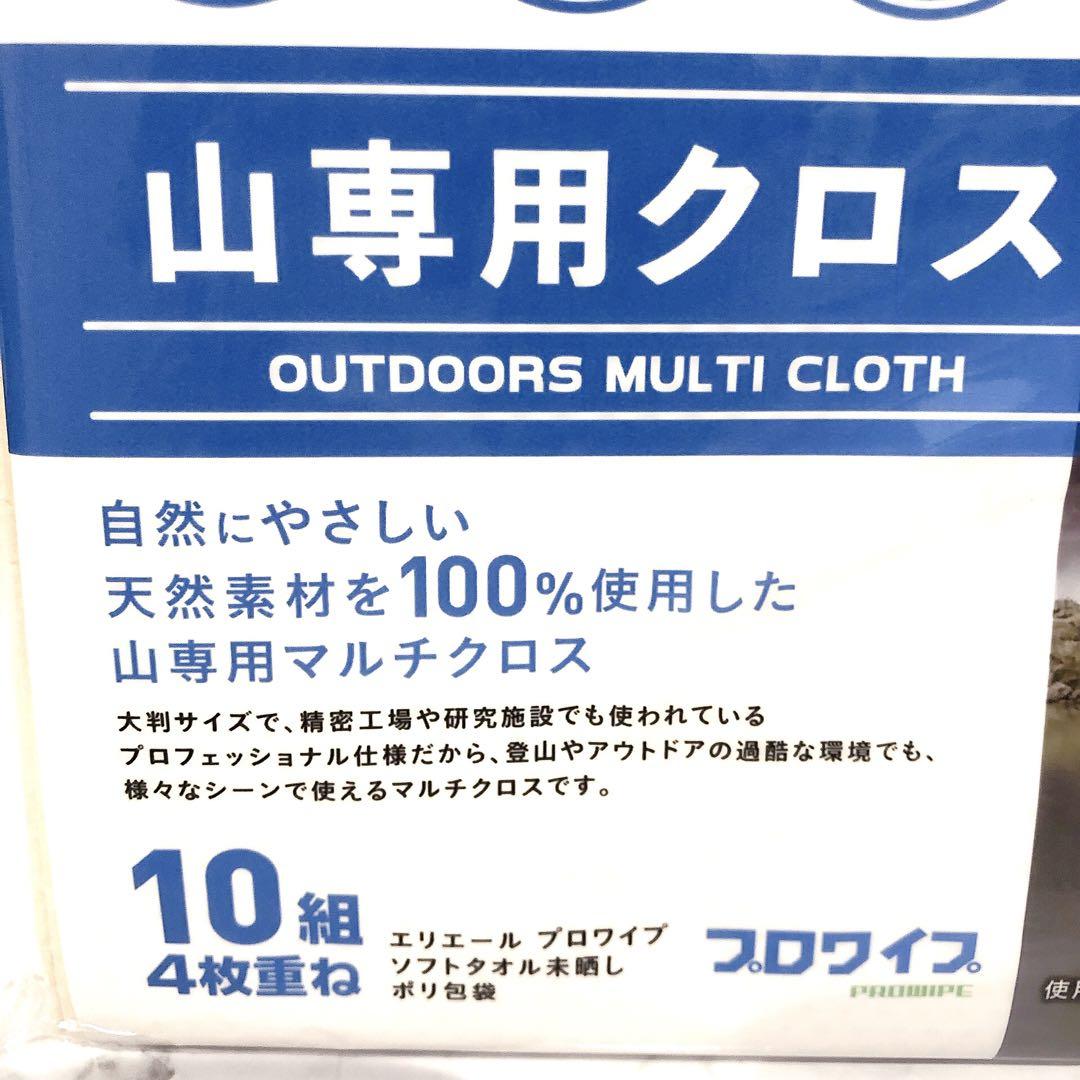 山専用クロス
OUTDOORS MULTI CLOTH
自然にやさしい
天然素材を100%使用した
山専用マルチクロス
大判サイズで、精密工場や研究施設でも使われている
プロフェッショナル仕様だから、登山やアウトドアの過酷な環境でも、
様々なシーンで使えるマルチクロスです。
10組
4枚重ね
エリエール プロワイプ
ソフトタオル未晒し
ポリ包袋
プロワイプ
PROWIPE
使用